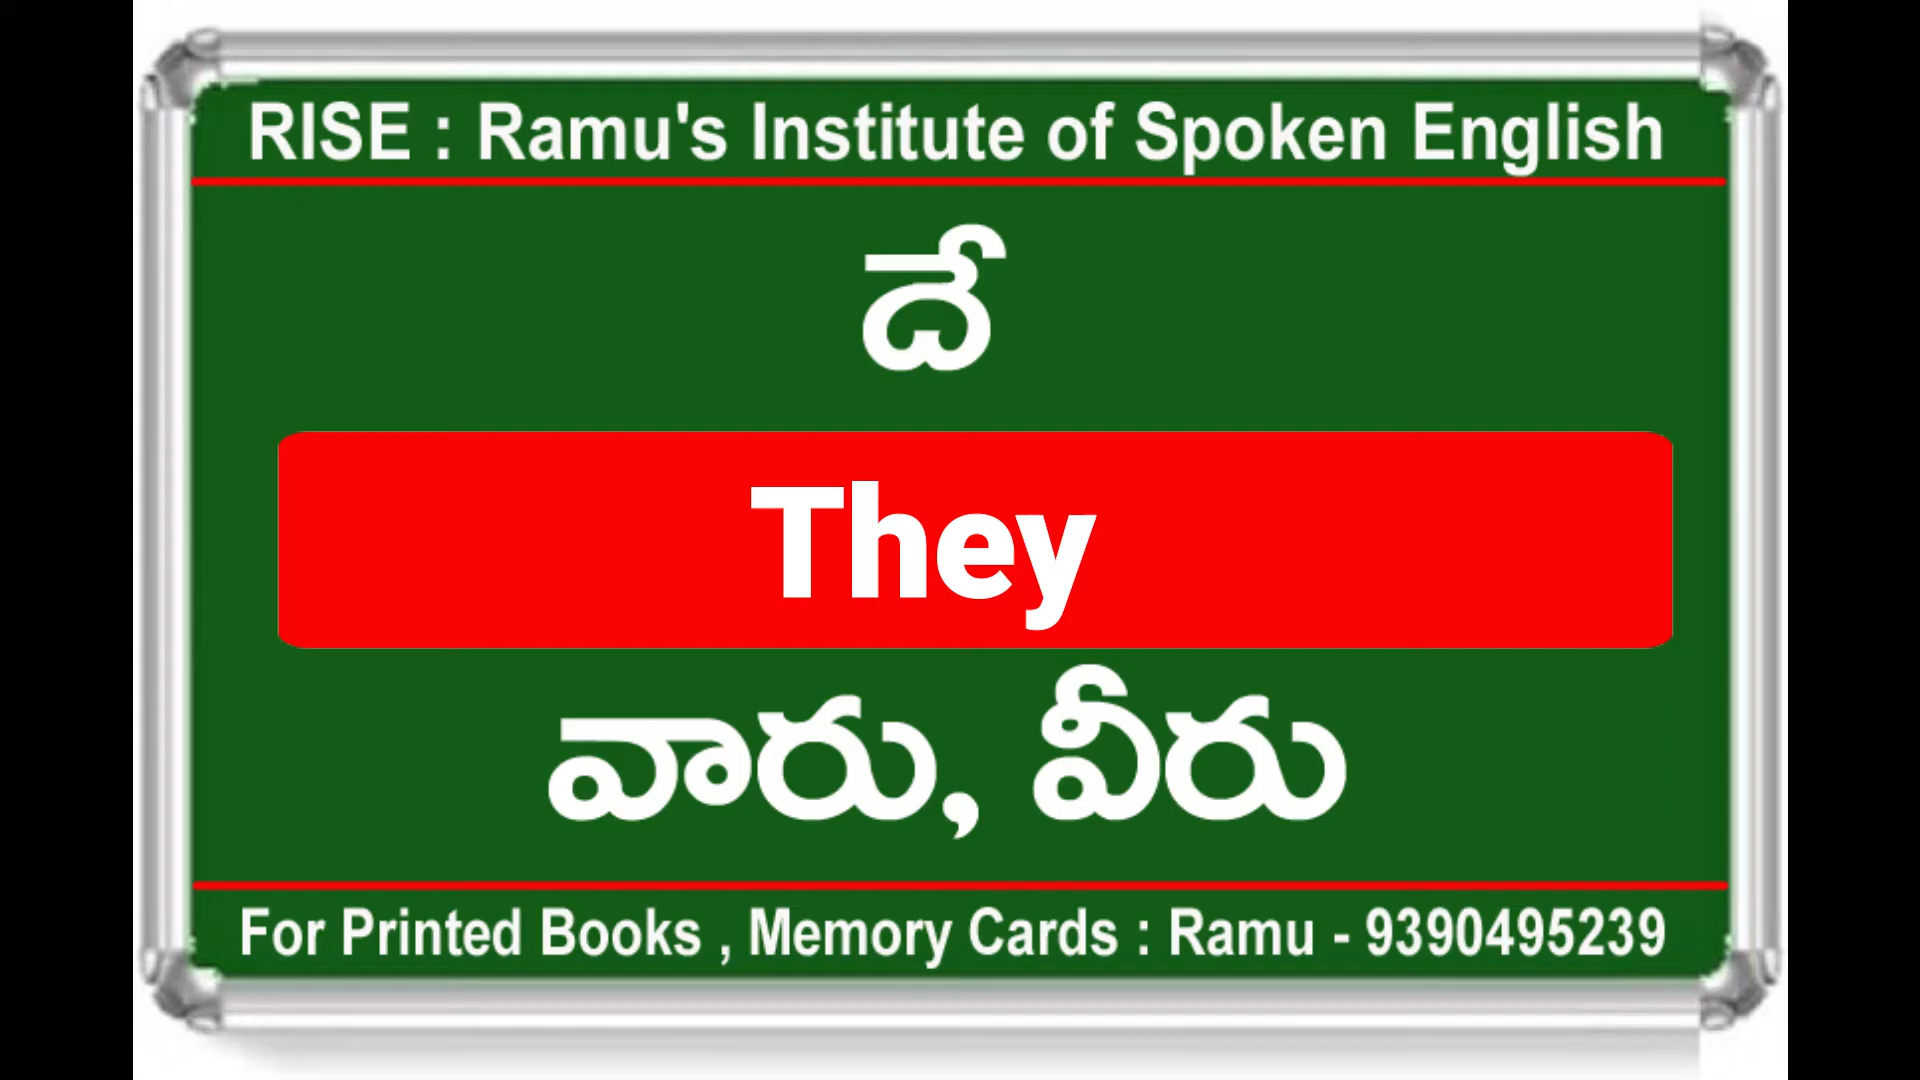 RISE : Ramu's Institute of Spoken English
దే
They
వారు, వీరు
For Printed Books , Memory Cards : Ramu - 9390495239